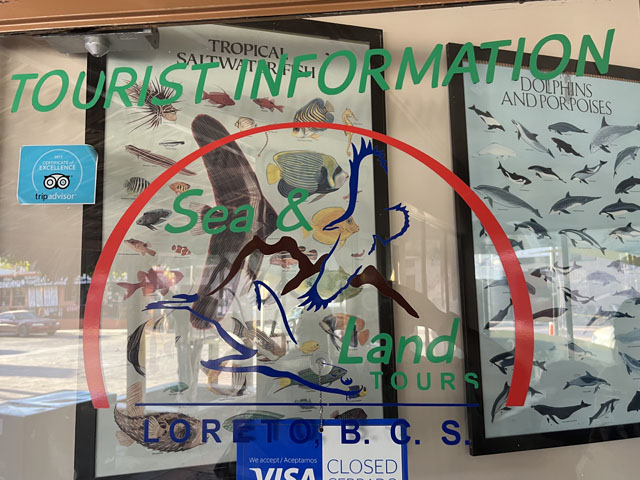 TOURIST INFORMATION
TROPICAL
SALTWATER FISH
DOLPHINS
AND PORPOISES
CERTIFICATE of
EXCELLENCE
tripadvisor
Sea &
Land
TOURS
LORETO, B. C. S.
We accept / Aceptamos
VISA
CLOSED
CERRADO